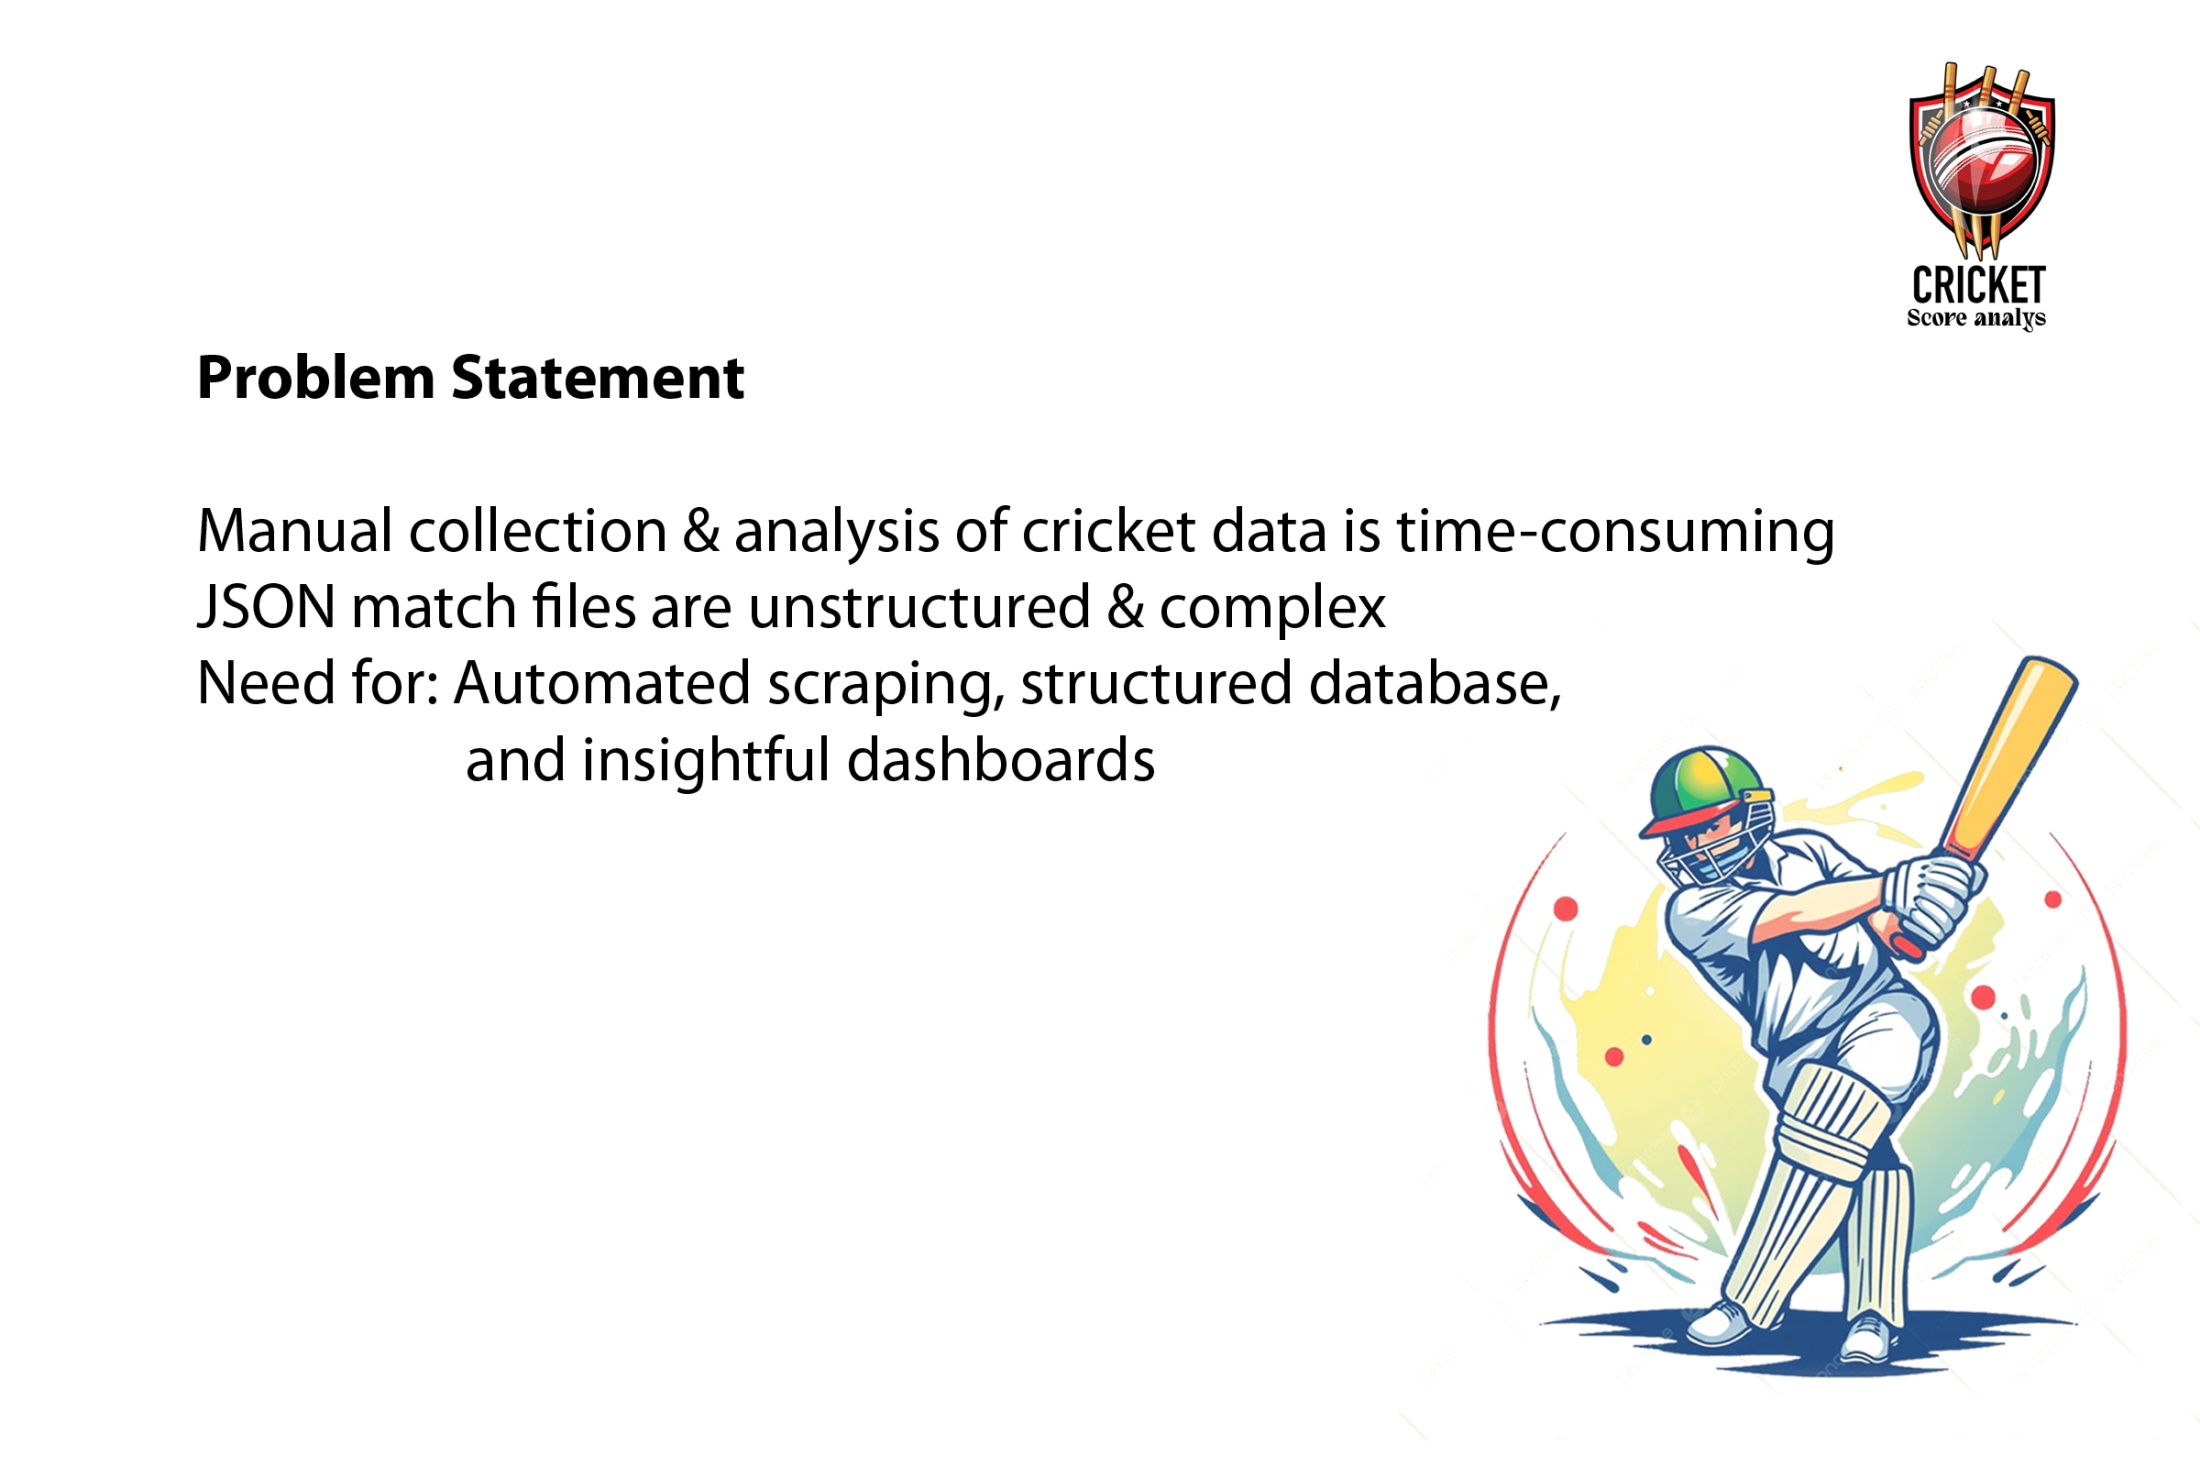 CRICKET
Score analys
Problem Statement
Manual collection & analysis of cricket data is time-consuming
JSON match files are unstructured & complex
Need for: Automated scraping, structured database,
and insightful dashboards